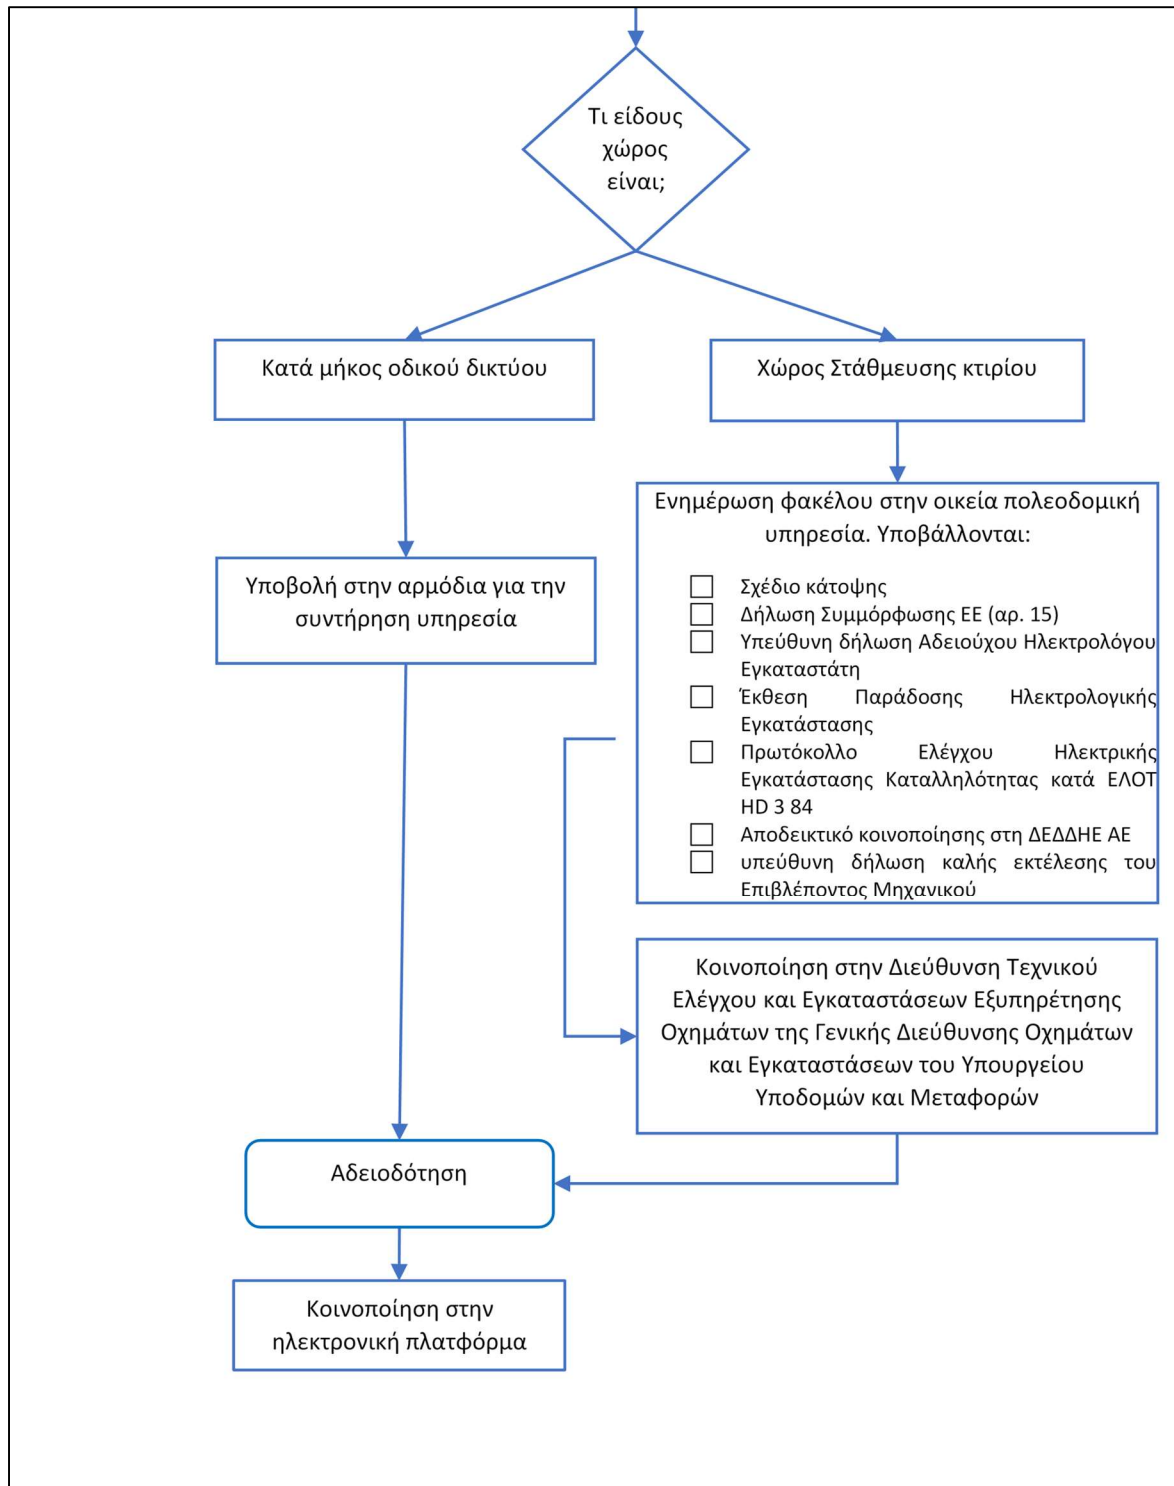 Τι είδους
χώρος
είναι;
Κατά μήκος οδικού δικτύου
Χώρος Στάθμευσης κτιρίου
Υποβολή στην αρμόδια για την
συντήρηση υπηρεσία
Ενημέρωση φακέλου στην οικεία πολεοδομική
υπηρεσία. Υποβάλλονται:
Σχέδιο κάτοψης
Δήλωση Συμμόρφωσης ΕΕ (αρ. 15)
Υπεύθυνη δήλωση Αδειούχου Ηλεκτρολόγου
Εγκαταστάτη
Έκθεση Παράδοσης Ηλεκτρολογικής
Εγκατάστασης
Πρωτόκολλο Ελέγχου Ηλεκτρικής
Εγκατάστασης Καταλληλότητας κατά ΕΛΟΤ
HD 3 84
Αποδεικτικό κοινοποίησης στη ΔΕΔΔΗΕ ΑΕ
υπεύθυνη δήλωση καλής εκτέλεσης του
Επιβλέποντος Μηχανικού
Κοινοποίηση στην Διεύθυνση Τεχνικού
Ελέγχου και Εγκαταστάσεων Εξυπηρέτησης
Οχημάτων της Γενικής Διεύθυνσης Οχημάτων
και Εγκαταστάσεων του Υπουργείου
Υποδομών και Μεταφορών
Αδειοδότηση
Κοινοποίηση στην
ηλεκτρονική πλατφόρμα